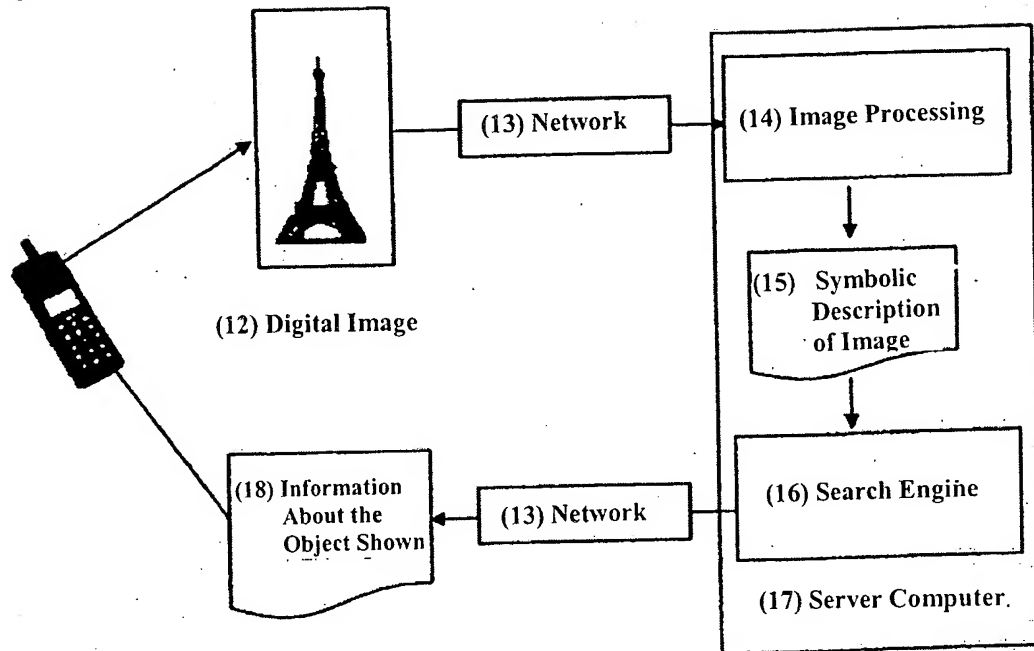 (13) Network
(14) Image Processing
(15) Symbolic
Description
of Image
(12) Digital Image
(16) Search Engine
(18) Information
About the
Object Shown
(13) Network
(17) Server Computer.